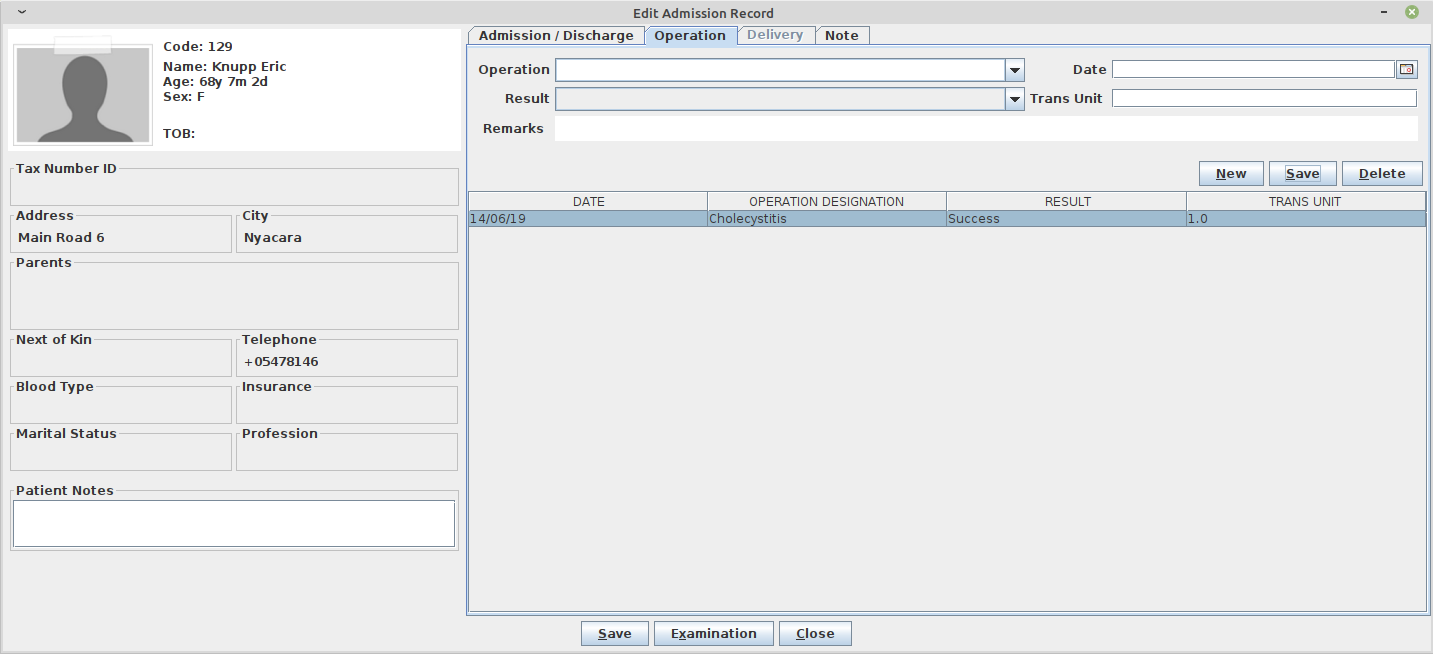 Edit Admission Record
Code: 129
Name: Knupp Eric
Age: 68y 7m 2d
Sex: F
TOB:
Tax Number ID
Address
City
Main Road 6
Nyacara
Parents
Next of Kin
Telephone
+05478146
Blood Type
Insurance
Marital Status
Profession
Patient Notes
Admission / Discharge
Operation
Delivery
Note
Operation
Date
Result
Trans Unit
Remarks
New
Save
Delete
DATE OPERATION DESIGNATION RESULT TRANS UNIT
14/06/19 Cholecystitis Success 1.0
Save
Examination
Close